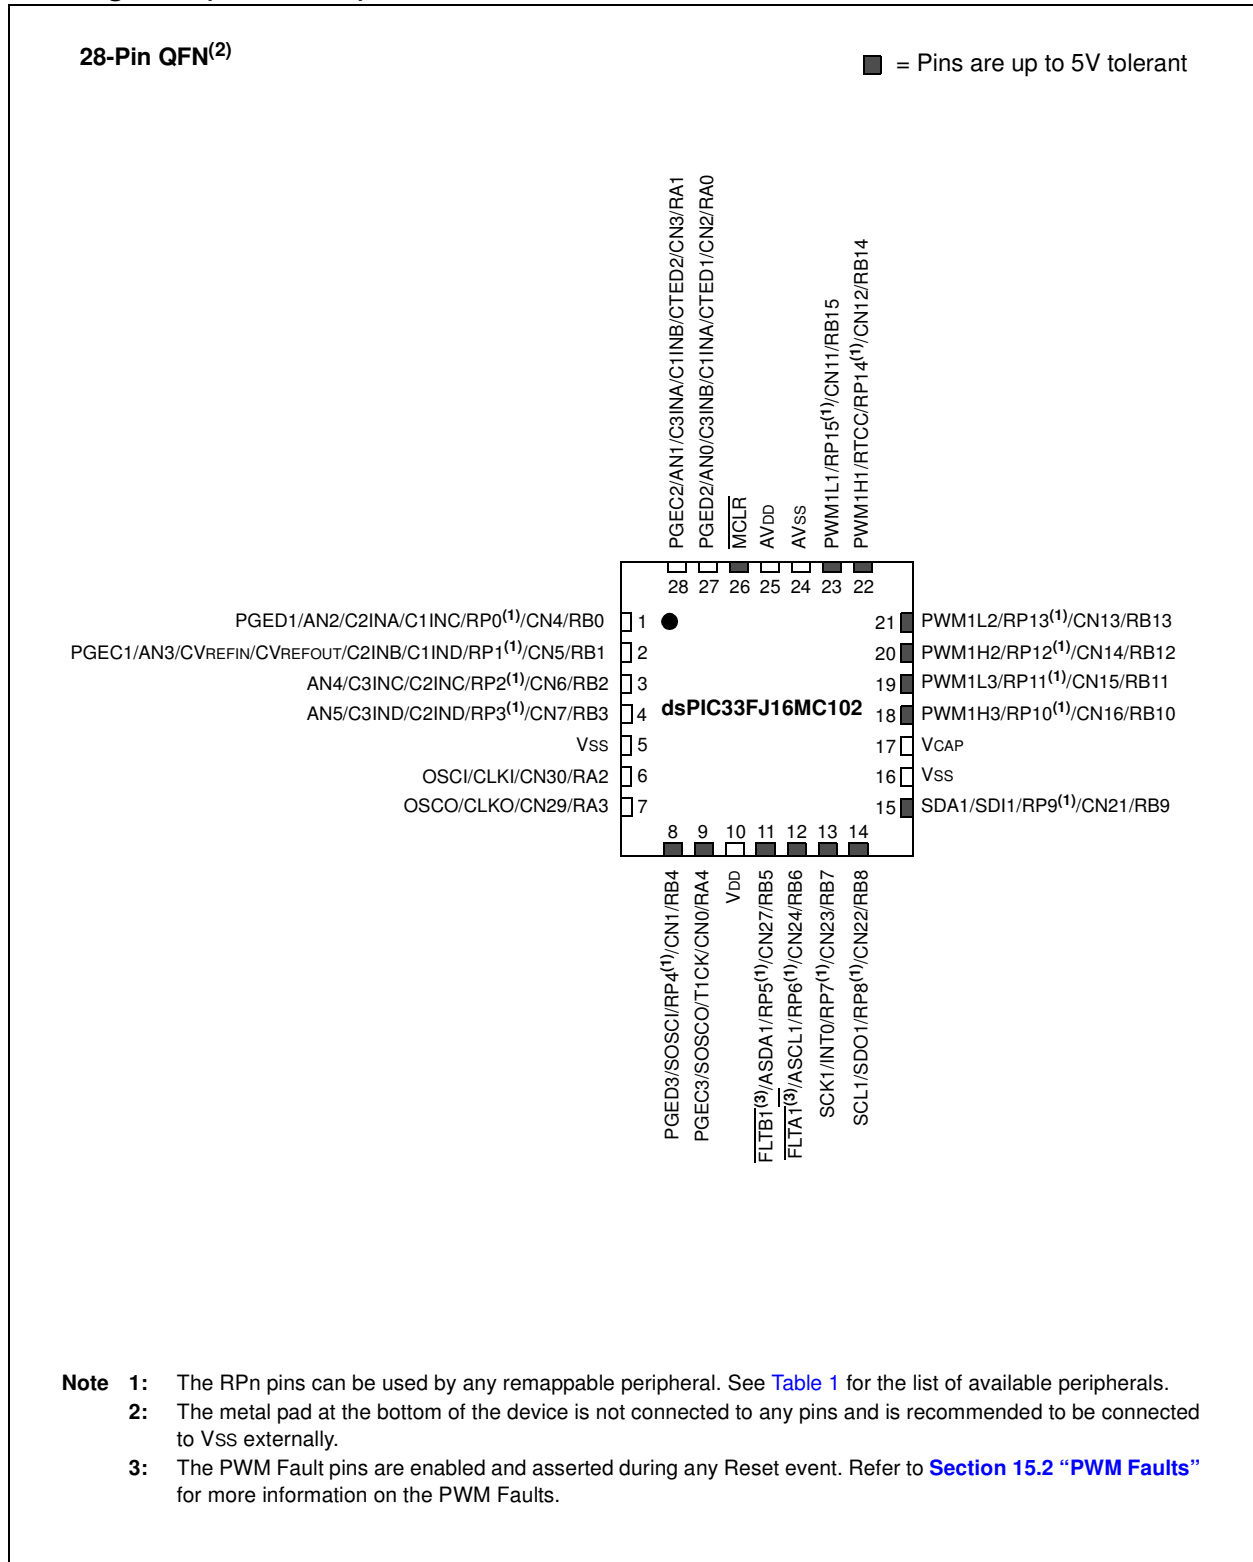 28-Pin QFN(2)
= Pins are up to 5V tolerant
PGEC2/AN1/C3INA/C1INB/CTED2/CN3/RA1
PGED2/AN0/C3INB/C1INA/CTED1/CN2/RA0
MCLR
AVDD
AVSS
PWM1L1/RP15(1)/CN11/RB15
PWM1H1/RTCC/RP14(1)/CN12/RB14
28 27 26 25 24 23 22
PGED1/AN2/C2INA/C1INC/RP0(1)/CN4/RB0 1
PGEC1/AN3/CVREFIN/CVREFOUT/C2INB/C1IND/RP1(1)/CN5/RB1 2
AN4/C3INC/C2INC/RP2(1)/CN6/RB2 3
AN5/C3IND/C2IND/RP3(1)/CN7/RB3 4
VSS 5
OSCI/CLKI/CN30/RA2 6
OSCO/CLKO/CN29/RA3 7
dsPIC33FJ16MC102
21 PWM1L2/RP13(1)/CN13/RB13
20 PWM1H2/RP12(1)/CN14/RB12
19 PWM1L3/RP11(1)/CN15/RB11
18 PWM1H3/RP10(1)/CN16/RB10
17 VCAP
16 VSS
15 SDA1/SDI1/RP9(1)/CN21/RB9
8 9 10 11 12 13 14
PGED3/SOSCI/RP4(1)/CN1/RB4
PGEC3/SOSCO/T1CK/CN0/RA4
VDD
FLTB1(3)/ASDA1/RP5(1)/CN27/RB5
FLTA1(3)/ASCL1/RP6(1)/CN24/RB6
SCK1/INT0/RP7(1)/CN23/RB7
SCL1/SDO1/RP8(1)/CN22/RB8
Note 1: The RPn pins can be used by any remappable peripheral. See Table 1 for the list of available peripherals.
2: The metal pad at the bottom of the device is not connected to any pins and is recommended to be connected
to VSS externally.
3: The PWM Fault pins are enabled and asserted during any Reset event. Refer to Section 15.2 “PWM Faults”
for more information on the PWM Faults.